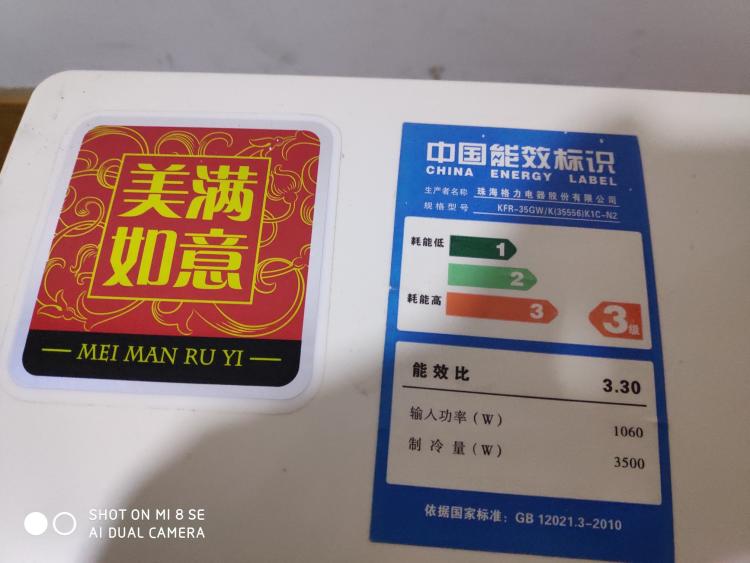 美满
如意
MEI MAN RU YI
中国能效标识
CHINA ENERGY LABEL
生产者名称 珠海格力电器股份有限公司
规格型号 KFR-35GW/K(35556)K1C-N2
耗能低 1
2
耗能高 3
3级
能效比 3.30
输入功率(W) 1060
制冷量(W) 3500
依据国家标准: GB 12021.3-2010
SHOT ON MI 8 SE
AI DUAL CAMERA